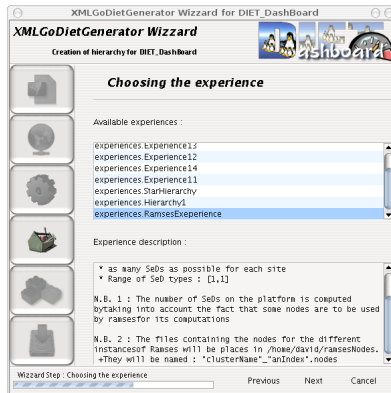 XMLGoDietGenerator Wizzard for DIET_DashBoard
XMLGoDietGenerator Wizzard
Creation of hierarchy for DIET_DashBoard
DIET
Dashboard
Choosing the experience
Available experiences :
experiences.Experience13
experiences.Experience12
experiences.Experience14
experiences.Experience11
experiences.StarHierarchy
experiences.Hierarchy1
experiences.RamsesExeperience
Experience description :
* as many SeDs as possible for each site
* Range of SeD types : [1,1]
N.B. 1 : The number of SeDs on the platform is computed
bytaking into account the fact that some nodes are to be used
by ramsesfor its computations
N.B. 2 : The files containing the nodes for the different
instancesof Ramses will be places in /home/david/ramsesNodes.
+They will be named : "clusterName"_"anIndex".nodes
Wizzard Step : Choosing the experience
Previous Next Cancel